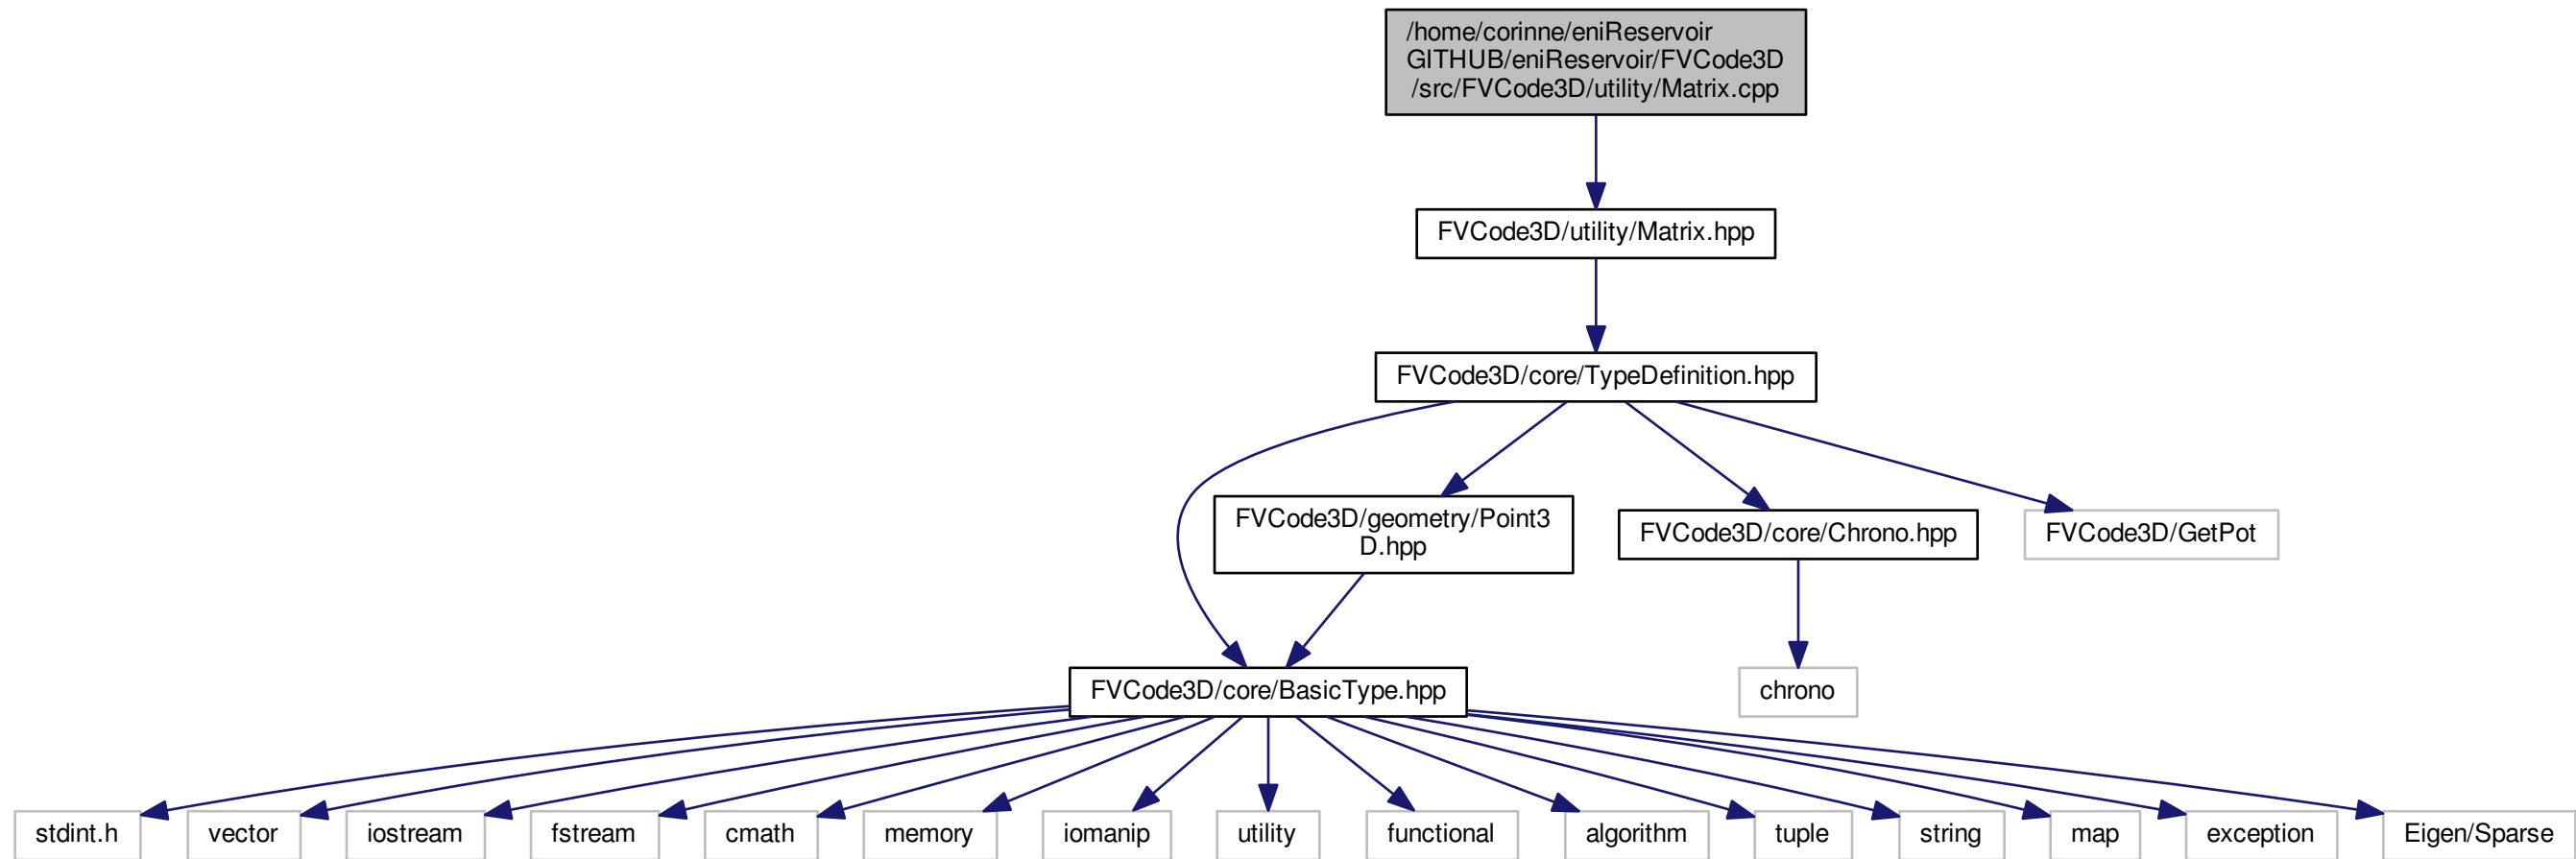 /home/corinne/eniReservoir
GITHUB/eniReservoir/FVCode3D
/src/FVCode3D/utility/Matrix.cpp
FVCode3D/utility/Matrix.hpp
FVCode3D/core/TypeDefinition.hpp
FVCode3D/geometry/Point3
D.hpp
FVCode3D/core/Chrono.hpp
FVCode3D/GetPot
FVCode3D/core/BasicType.hpp
chrono
stdint.h
vector
iostream
fstream
cmath
memory
iomanip
utility
functional
algorithm
tuple
string
map
exception
Eigen/Sparse